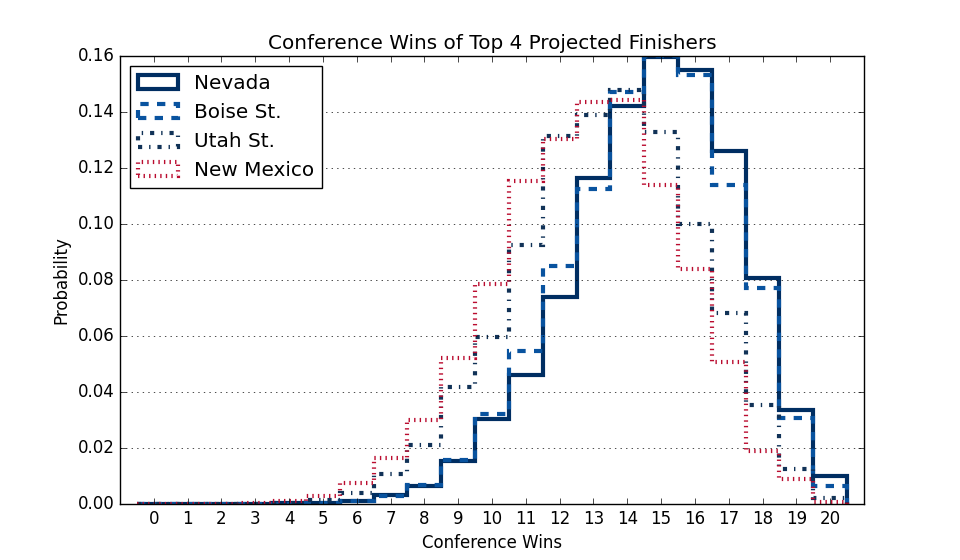 Conference Wins of Top 4 Projected Finishers
0.16
0.14
0.12
0.10
0.08
0.06
0.04
0.02
0.00
Probability
Nevada
Boise St.
Utah St.
New Mexico
0 1 2 3 4 5 6 7 8 9 10 11 12 13 14 15 16 17 18 19 20
Conference Wins